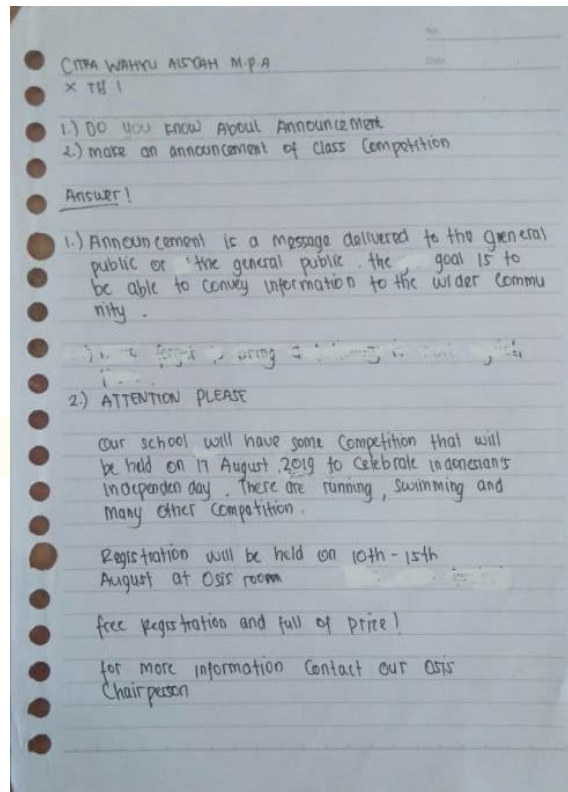 No.
Date
CITRA WAHYU AISYAH M.P.A
X TH 1
1.) DO you know About Announcement
2.) make an announcement of Class Competition
Answer!
1.) Announcement is a message delivered to the general
public or the general public. the goal is to
be able to convey information to the wider commu
nity.
2.) ATTENTION PLEASE
our school will have some Competition that will
be held on 17 August, 2019 to Celebrate indonesian's
independen day. There are running, swimming and
many other Competition.
Registration will be held on 10th - 15th
August at Osis room
free Registration and full of prize!
for more information Contact our Osis
Chairperson